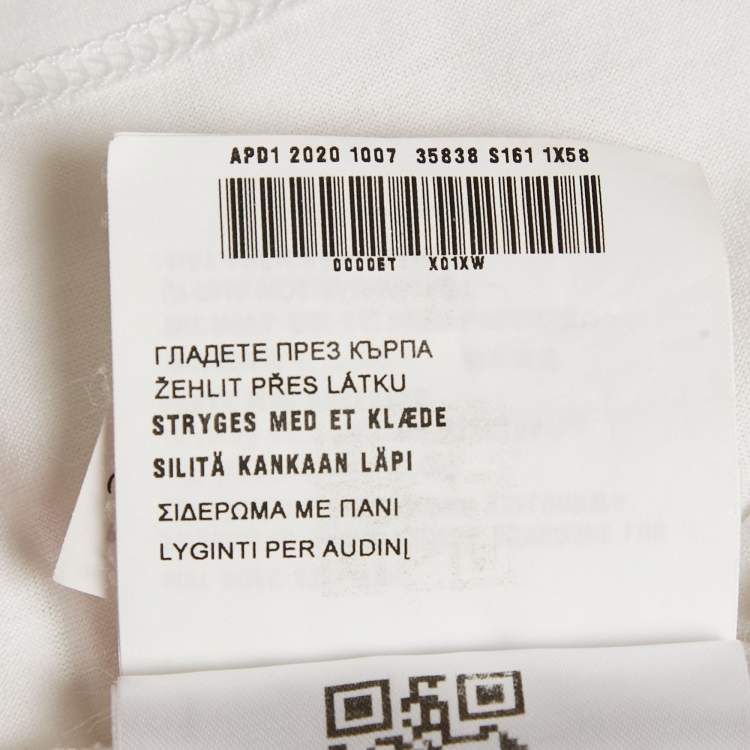 APD1 2020 1007 35838 S161 1X58
0000ET X01XW
ГЛАДЕТЕ ПРЕЗ КЪРПА
ŽEHLIT PŘES LÁTKU
STRYGES MED ET KLÆDE
SILITÄ KANKAAN LÄPI
ΣΙΔΕΡΩΜΑ ΜΕ ΠΑΝΙ
LYGINTI PER AUDINĮ